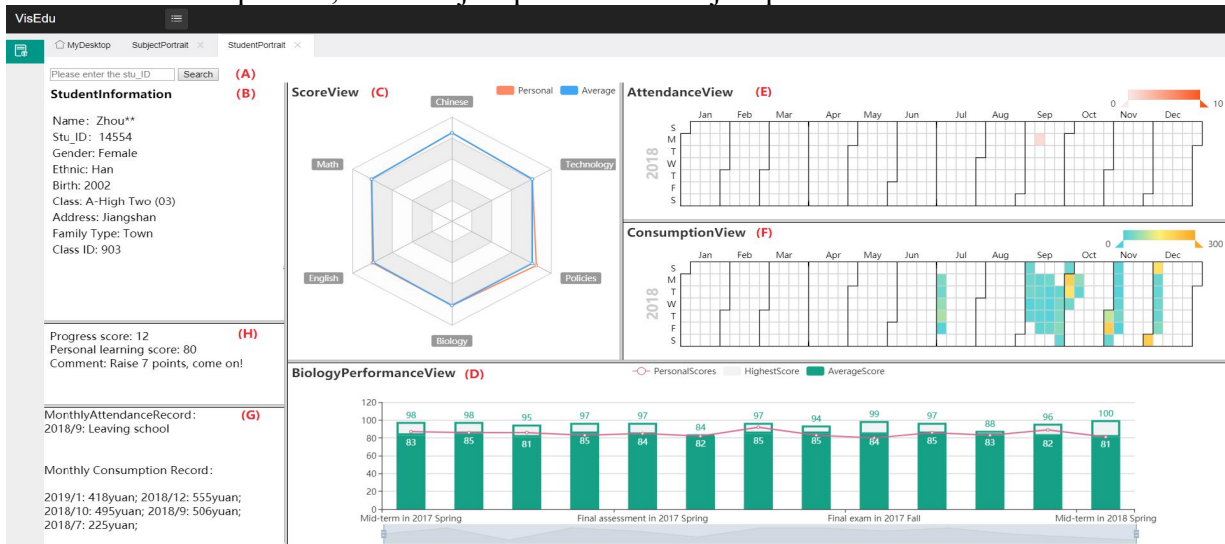 VisEdu
MyDesktop SubjectPortrait StudentPortrait
Please enter the stu_ID Search (A)
StudentInformation (B)
Name: Zhou**
Stu_ID: 14554
Gender: Female
Ethnic: Han
Birth: 2002
Class: A-High Two (03)
Address: Jiangshan
Family Type: Town
Class ID: 903
Progress score: 12 (H)
Personal learning score: 80
Comment: Raise 7 points, come on!
MonthlyAttendanceRecord: (G)
2018/9: Leaving school
Monthly Consumption Record:
2019/1: 418yuan; 2018/12: 555yuan;
2018/10: 495yuan; 2018/9: 506yuan;
2018/7: 225yuan;
ScoreView (C) Personal Average
Chinese
Math Technology
English Policies
Biology
AttendanceView (E)
0 10
Jan Feb Mar Apr May Jun Jul Aug Sep Oct Nov Dec
2018
S
M
T
W
T
F
S
ConsumptionView (F)
0 300
Jan Feb Mar Apr May Jun Jul Aug Sep Oct Nov Dec
2018
S
M
T
W
T
F
S
BiologyPerformanceView (D) PersonalScores HighestScore AverageScore
120
100
80
60
40
20
0
98 98 95 97 97 84 97 94 99 97 88 96 100
83 85 81 85 84 82 85 85 84 85 83 82 81
Mid-term in 2017 Spring Final assessment in 2017 Spring Final exam in 2017 Fall Mid-term in 2018 Spring